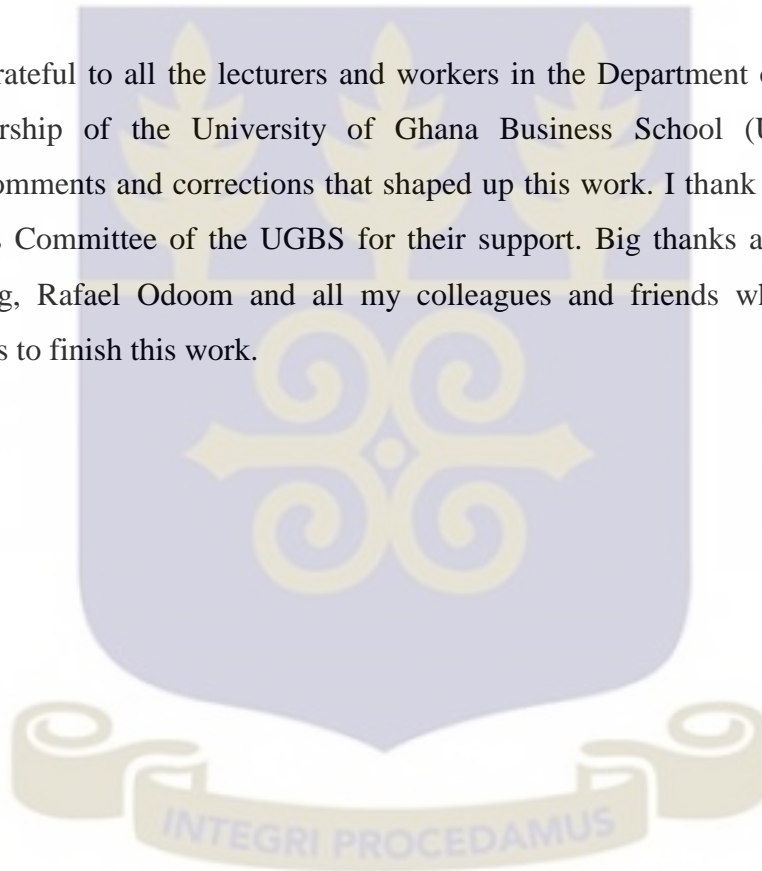 rateful to all the lecturers and workers in the Department
rship of the University of Ghana Business School (U
omments and corrections that shaped up this work. I thank
s Committee of the UGBS for their support. Big thanks a
g, Rafael Odoom and all my colleagues and friends wh
s to finish this work.
INTEGRI PROCEDAMUS